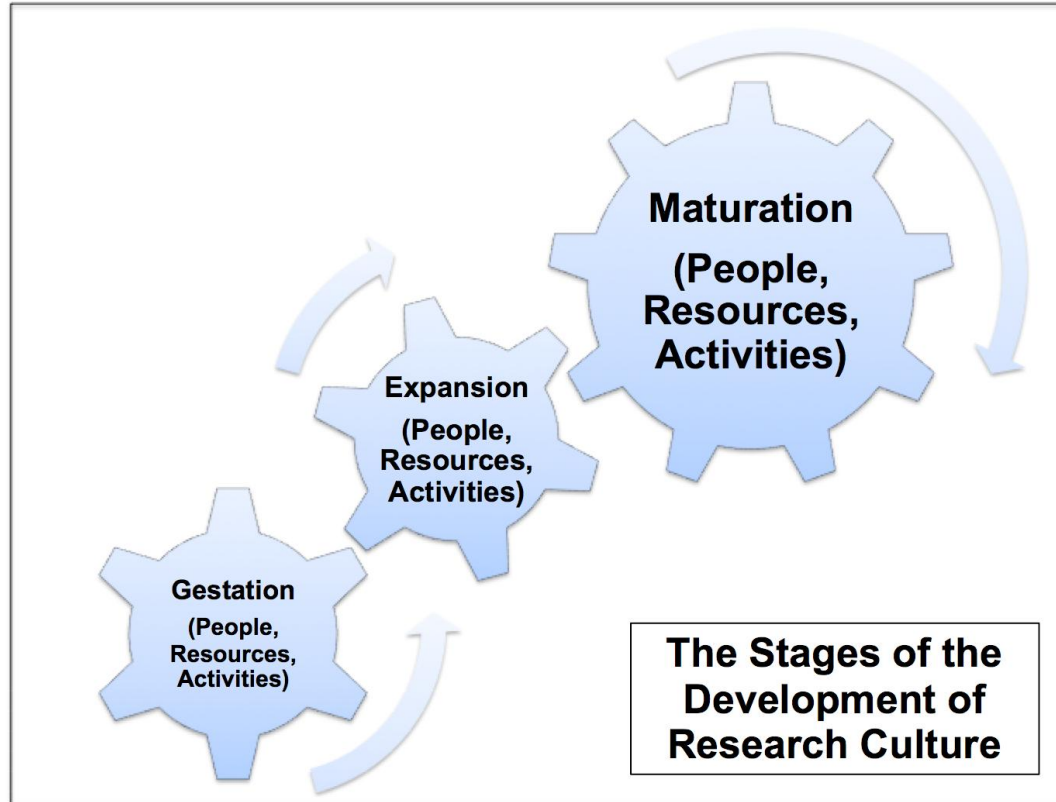 Maturation
(People,
Resources,
Activities)
Expansion
(People,
Resources,
Activities)
Gestation
(People,
Resources,
Activities)
The Stages of the
Development of
Research Culture